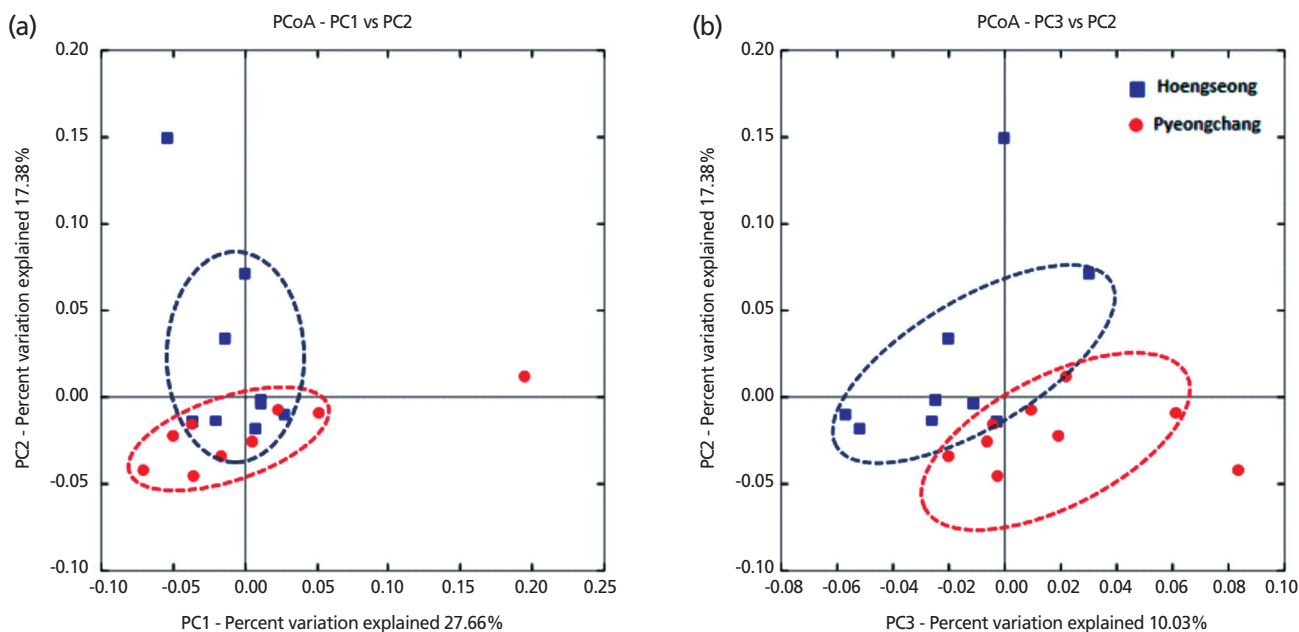 (a)
PCoA - PC1 vs PC2
0.20
0.15
0.10
0.05
0.00
-0.05
-0.10
PC2 - Percent variation explained 17.38%
-0.10 -0.05 0.00 0.05 0.10 0.15 0.20 0.25
PC1 - Percent variation explained 27.66%
(b)
PCoA - PC3 vs PC2
0.20
0.15
0.10
0.05
0.00
-0.05
-0.10
PC2 - Percent variation explained 17.38%
Hoengseong
Pyeongchang
-0.08 -0.06 -0.04 -0.02 0.00 0.02 0.04 0.06 0.08 0.10
PC3 - Percent variation explained 10.03%